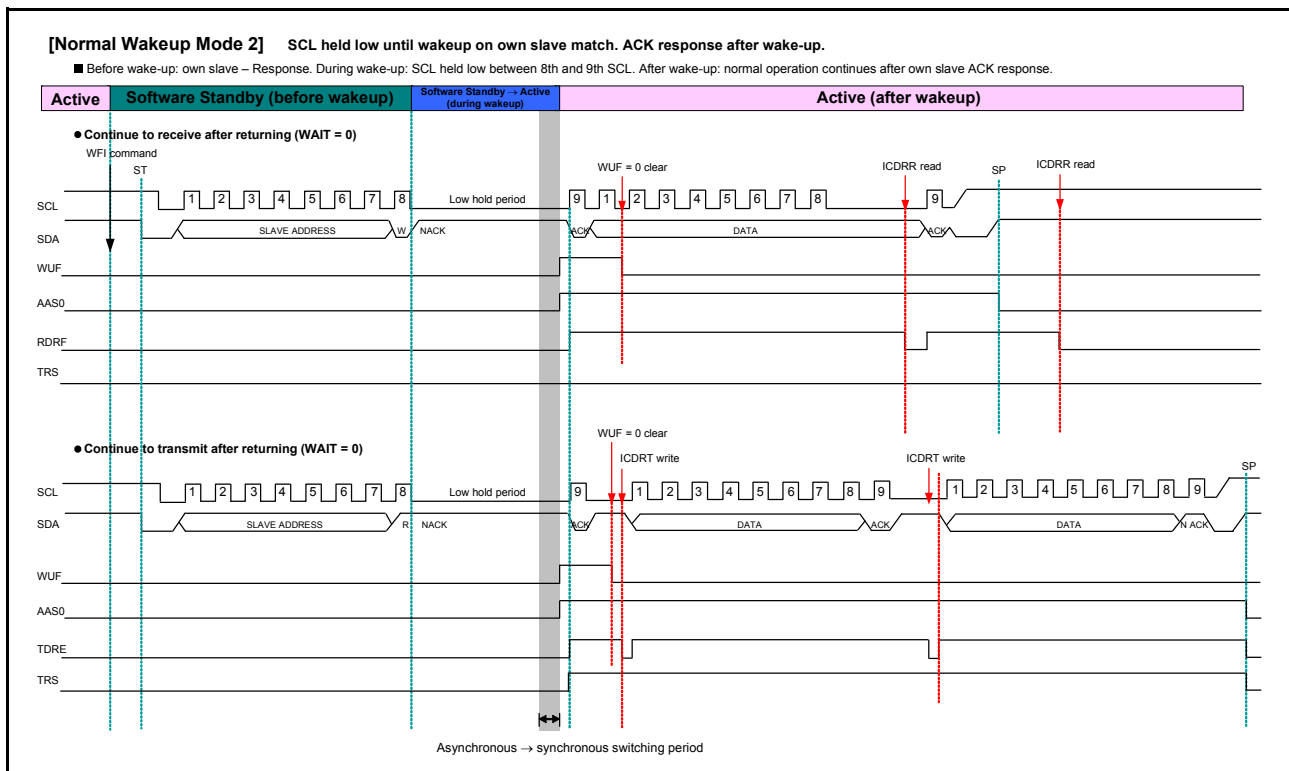 [Normal Wakeup Mode 2] SCL held low until wakeup on own slave match. ACK response after wake-up.
■ Before wake-up: own slave – Response. During wake-up: SCL held low between 8th and 9th SCL. After wake-up: normal operation continues after own slave ACK response.
Active
Software Standby (before wakeup)
Software Standby → Active
(during wakeup)
Active (after wakeup)
● Continue to receive after returning (WAIT = 0)
WFI command
ST
WUF = 0 clear
ICDRR read
SP
ICDRR read
SCL 1 2 3 4 5 6 7 8 Low hold period 9 1 2 3 4 5 6 7 8 9
SDA SLAVE ADDRESS W NACK ACK DATA ACK
WUF
AAS0
RDRF
TRS
● Continue to transmit after returning (WAIT = 0)
WUF = 0 clear
ICDRT write
ICDRT write
SP
SCL 1 2 3 4 5 6 7 8 Low hold period 9 1 2 3 4 5 6 7 8 9 1 2 3 4 5 6 7 8 9
SDA SLAVE ADDRESS R NACK ACK DATA ACK DATA N ACK
WUF
AAS0
TDRE
TRS
Asynchronous → synchronous switching period